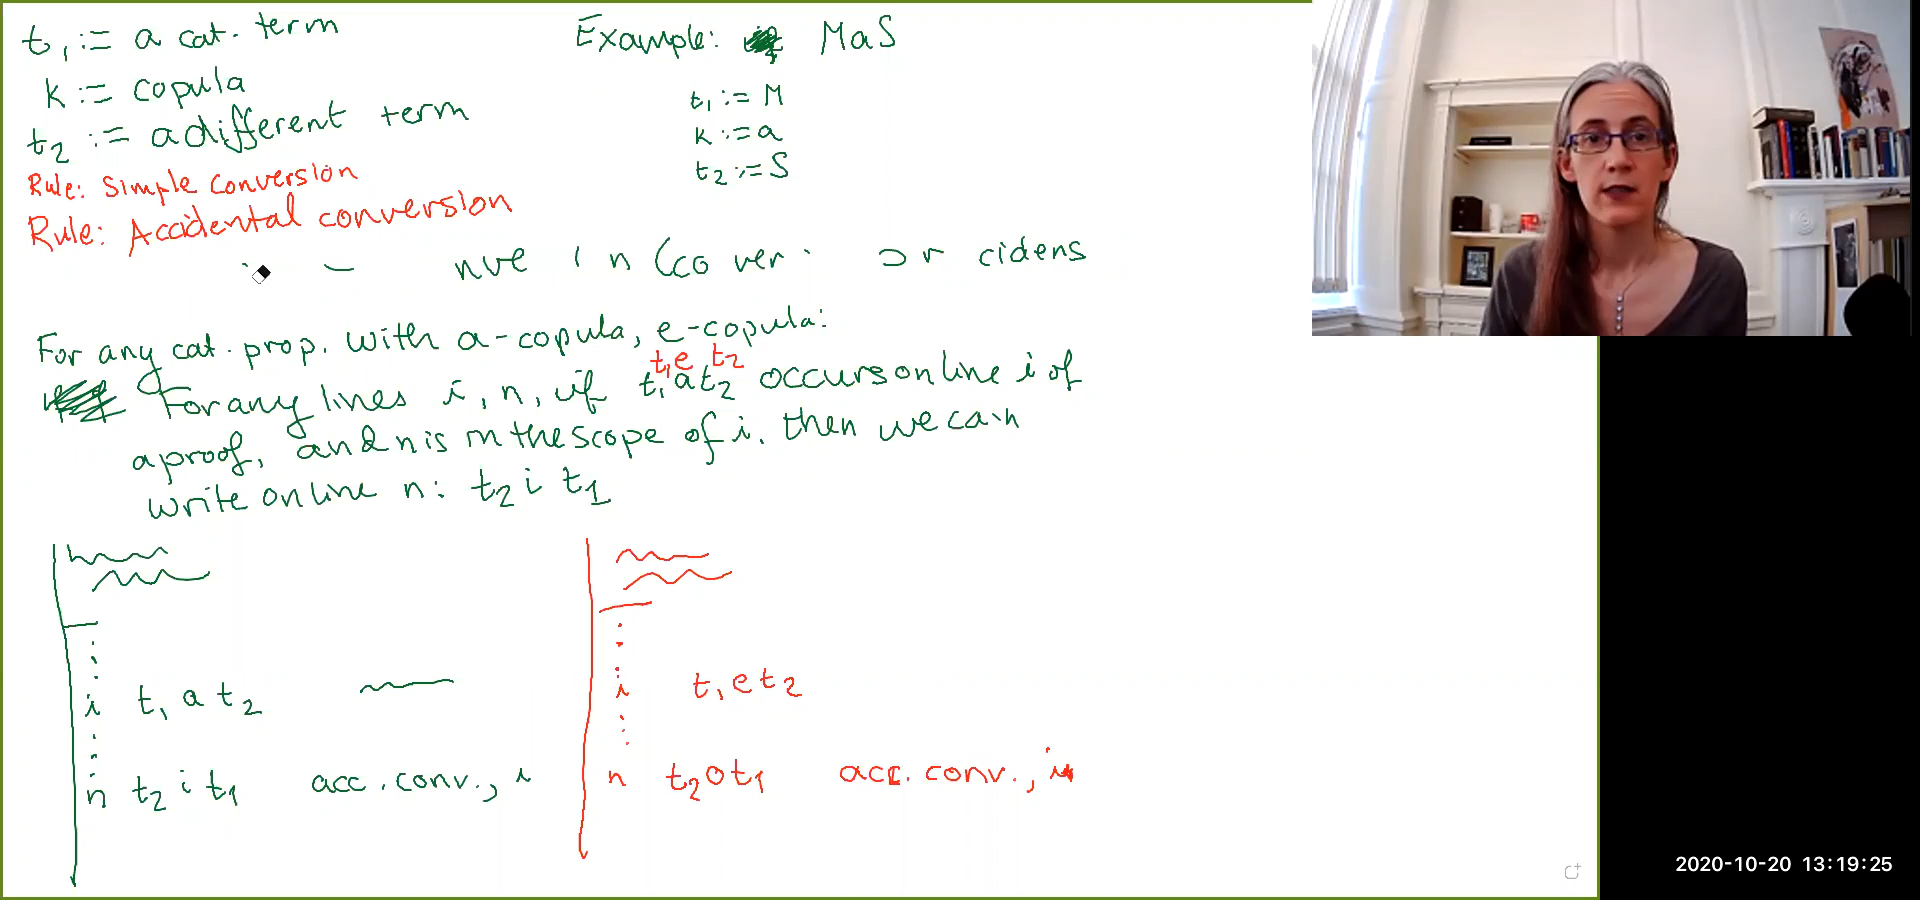 t₁ := a cat. term
k := copula
t₂ := a different term
Rule: Simple conversion
Rule: Accidental conversion
Example: MaS
t₁ := M
k := a
t₂ := S
cidens
For any cat. prop. with a-copula, e-copula:
t₁e t₂
For any lines i, n, if t₁at₂ occurs on line i of
a proof, and n is in the scope of i. then we can
write on line n: t₂ i t₁
i t₁ a t₂
n t₂ i t₁ acc. conv., i
i t₁ e t₂
n t₂ o t₁ acc. conv., i
2020-10-20 13:19:25